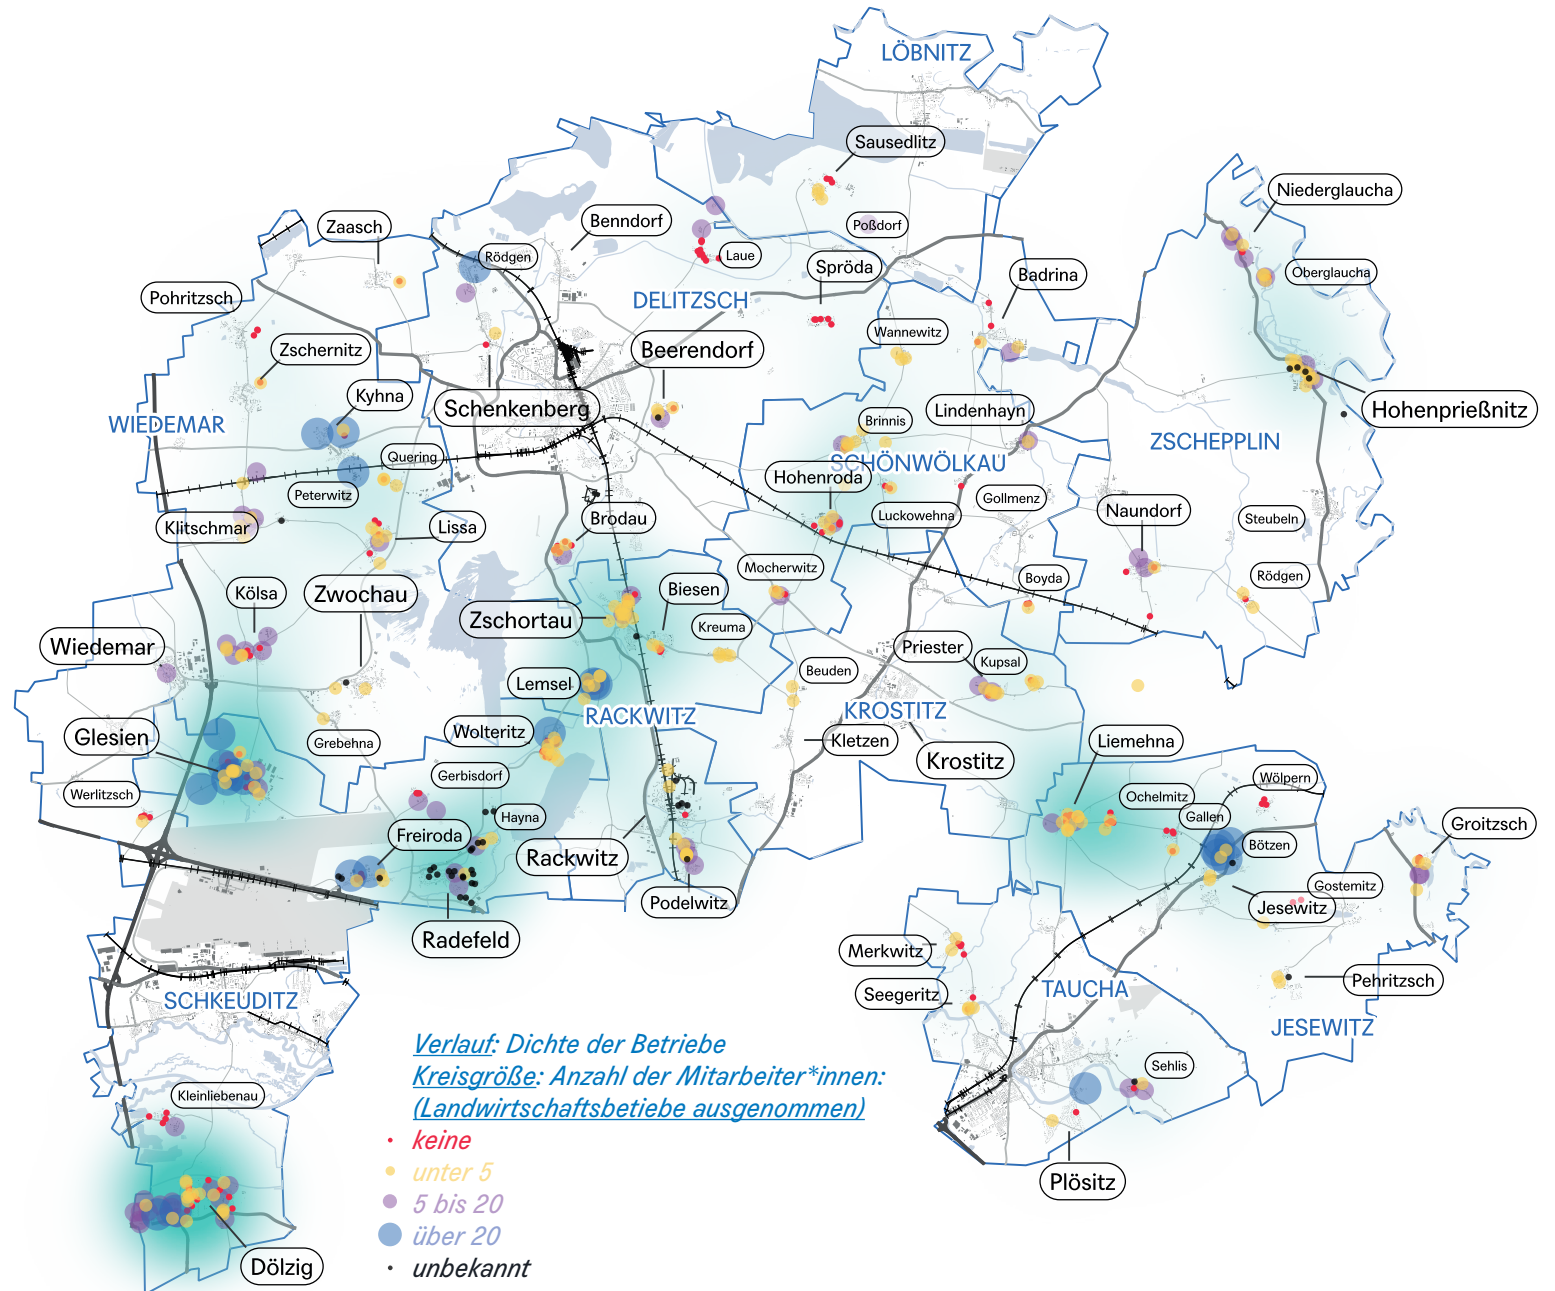 LÖBNITZ
Sausedlitz
Niederglaucha
Zaasch
Benndorf
Poßdorf
Rödgen
Laue
Spröda
Badrina
Oberglaucha
Pohritzsch
DELITZSCH
Wannewitz
Zschernitz
Beerendorf
Kyhna
Schenkenberg
Lindenhayn
Hohenprießnitz
WIEDEMAR
Brinnis
ZSCHEPPLIN
Quering
SCHÖNWÖLKAU
Hohenroda
Peterwitz
Gollmenz
Klitschmar
Lissa
Brodau
Luckowehna
Naundorf
Steubeln
Mocherwitz
Boyda
Rödgen
Kölsa
Zwochau
Biesen
Zschortau
Kreuma
Wiedemar
Priester
Kupsal
Lemsel
Beuden
RACKWITZ
KROSTITZ
Glesien
Wolteritz
Grebehna
Kletzen
Liemehna
Krostitz
Gerbisdorf
Werlitzsch
Ochelmitz
Wölpern
Hayna
Gallen
Freiroda
Groitzsch
Rackwitz
Bötzen
Gostemitz
Podelwitz
Jesewitz
Radefeld
Merkwitz
Pehritzsch
Seegeritz
TAUCHA
SCHKEUDITZ
JESEWITZ
Verlauf: Dichte der Betriebe
Kreisgröße: Anzahl der Mitarbeiter*innen:
(Landwirtschaftsbetiebe ausgenommen)
Sehlis
Kleinliebenau
keine
unter 5
Plösitz
5 bis 20
über 20
Dölzig
unbekannt